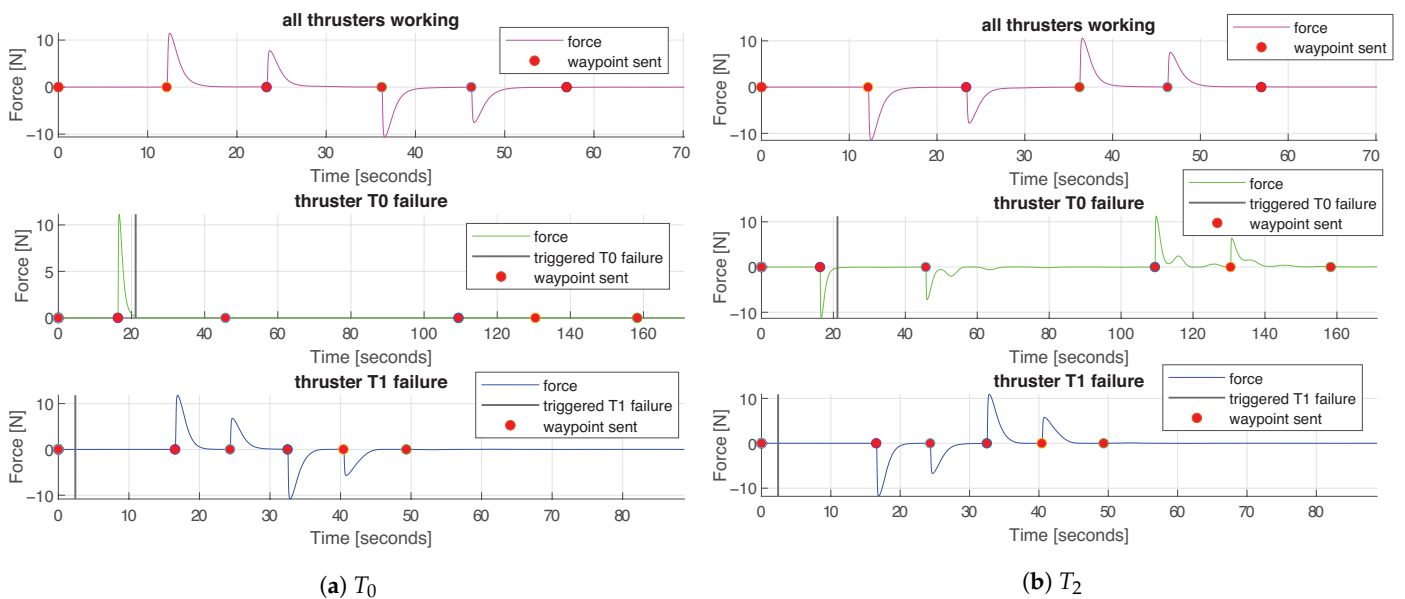 all thrusters working
force
waypoint sent
Force [N]
10
0
−10
0 10 20 30 40 50 60 70
Time [seconds]
thruster T0 failure
force
triggered T0 failure
waypoint sent
Force [N]
10
5
0
0 20 40 60 80 100 120 140 160
Time [seconds]
thruster T1 failure
force
triggered T1 failure
waypoint sent
Force [N]
10
0
−10
0 10 20 30 40 50 60 70 80
Time [seconds]
(a) T0
all thrusters working
force
waypoint sent
Force [N]
10
0
−10
0 10 20 30 40 50 60 70
Time [seconds]
thruster T0 failure
force
triggered T0 failure
waypoint sent
Force [N]
10
0
−10
0 20 40 60 80 100 120 140 160
Time [seconds]
thruster T1 failure
force
triggered T1 failure
waypoint sent
Force [N]
10
0
−10
0 10 20 30 40 50 60 70 80
Time [seconds]
(b) T2